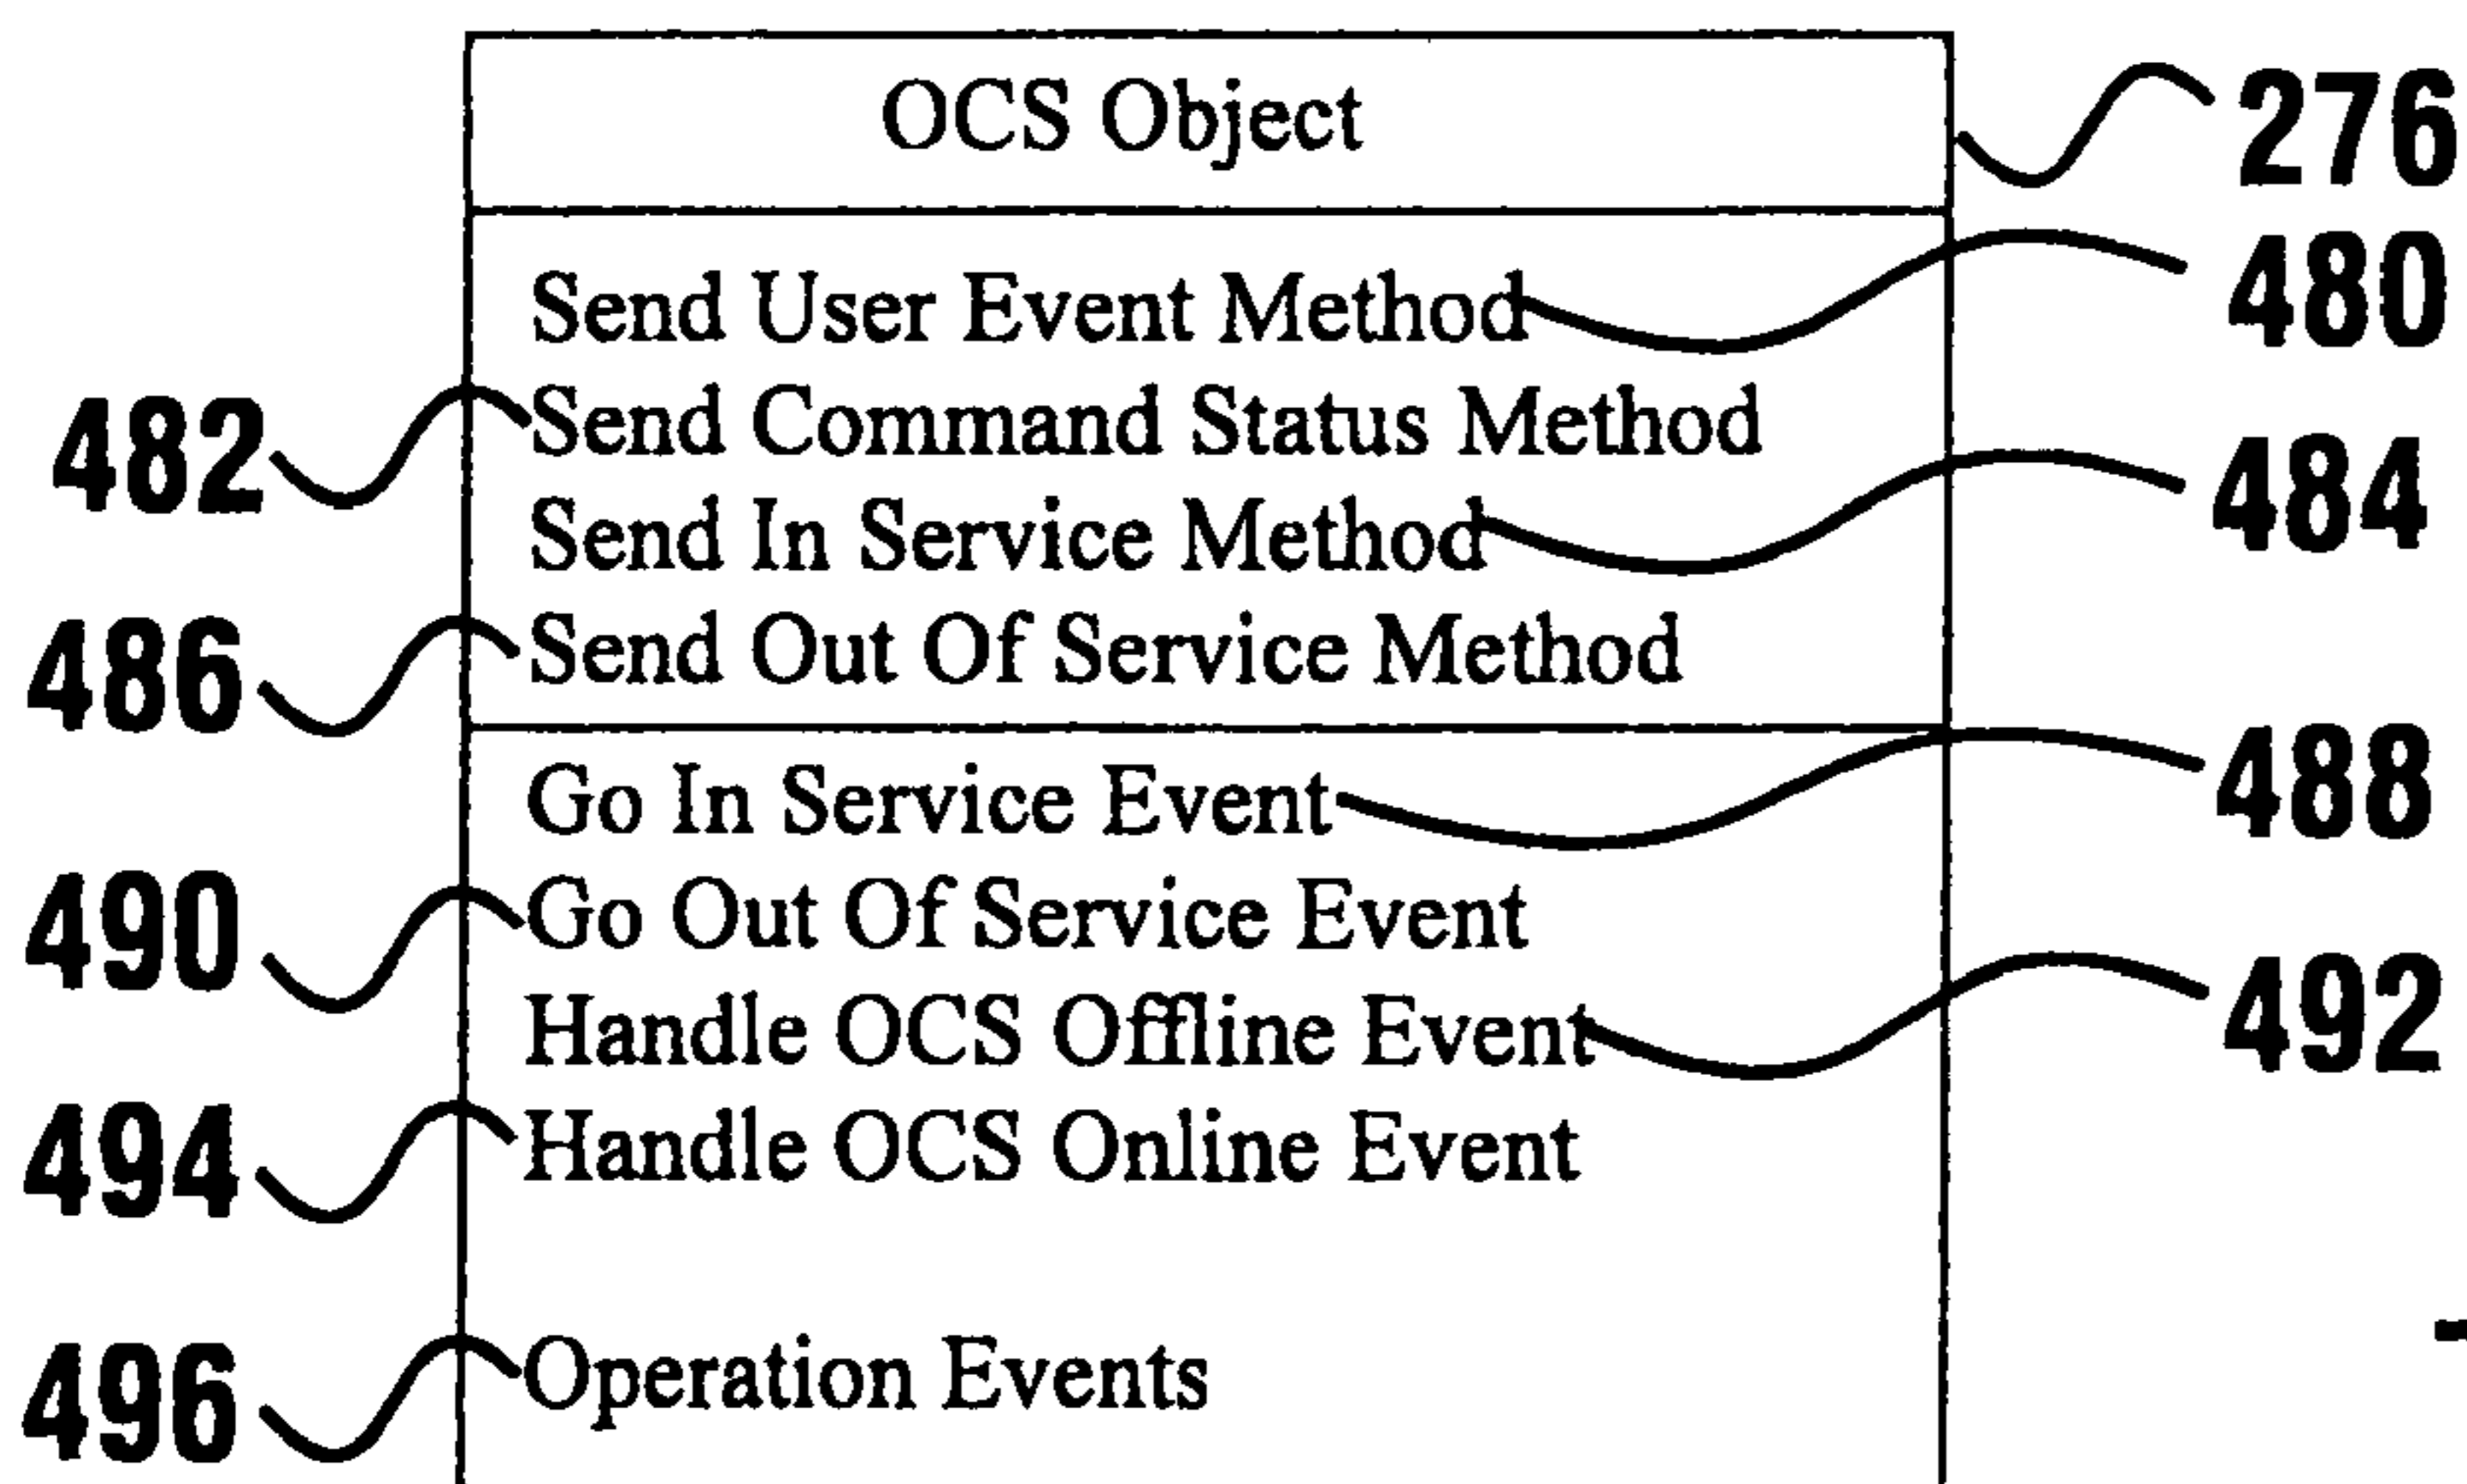 OCS Object 276
Send User Event Method 480
482 Send Command Status Method
Send In Service Method 484
486 Send Out Of Service Method
Go In Service Event 488
490 Go Out Of Service Event
Handle OCS Offline Event 492
494 Handle OCS Online Event
496 Operation Events